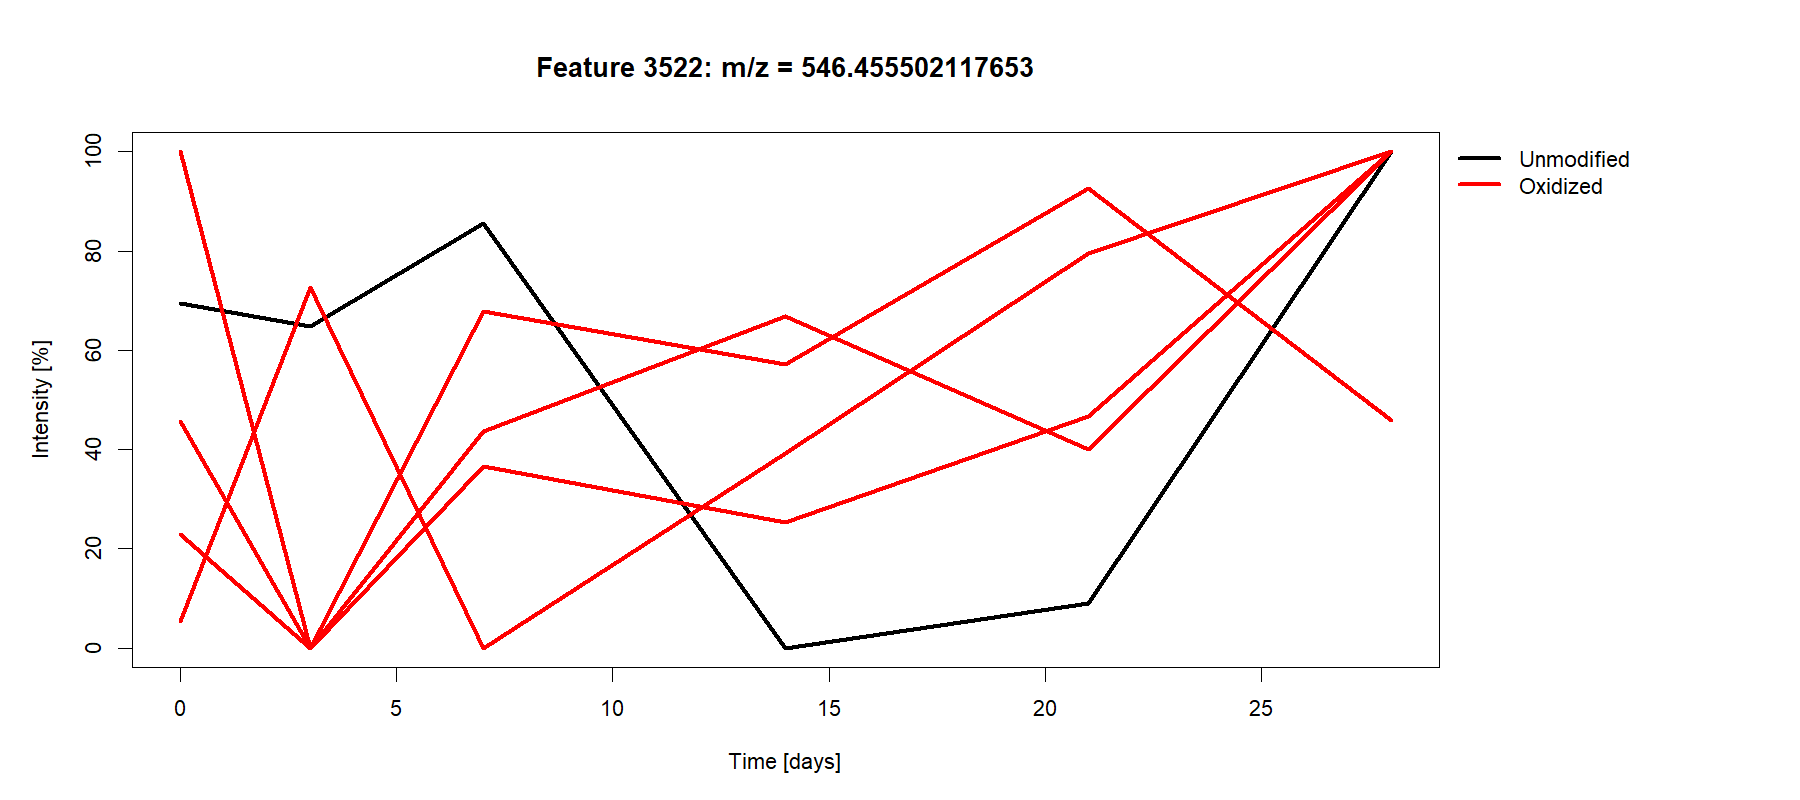 Feature 3522: m/z = 546.455502117653
Unmodified
Oxidized
Intensity [%]
100
80
60
40
20
0
0 5 10 15 20 25
Time [days]